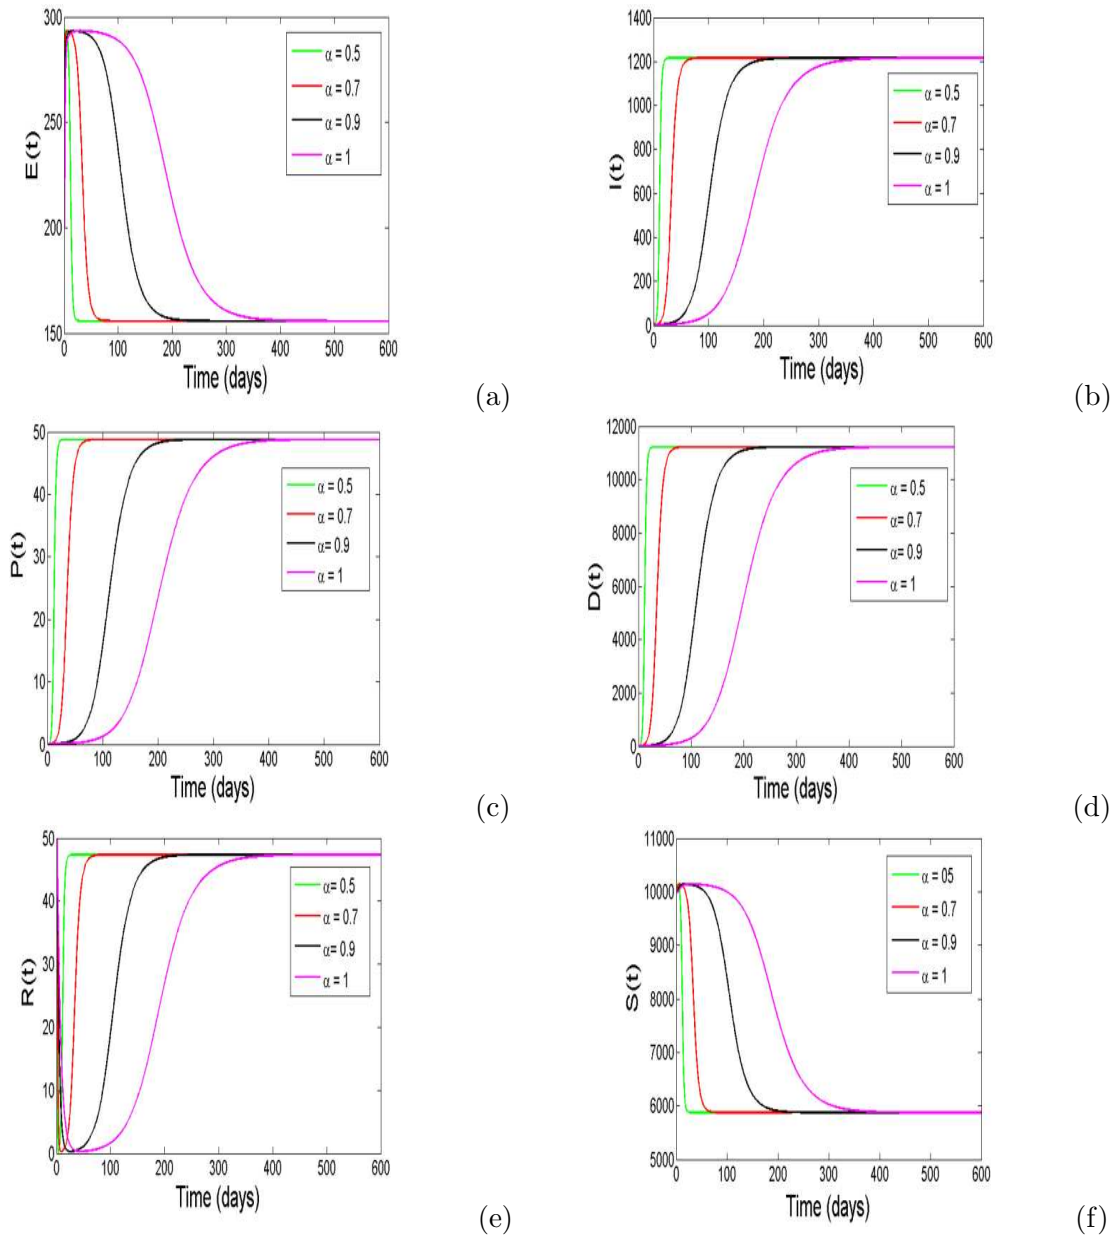 300
250
200
150
E(t)
α = 0.5
α = 0.7
α = 0.9
α = 1
0 100 200 300 400 500 600
Time (days)
(a)
1400
1200
1000
800
600
400
200
0
I(t)
α = 0.5
α = 0.7
α = 0.9
α = 1
0 100 200 300 400 500 600
Time (days)
(b)
50
40
30
20
10
0
P(t)
α = 0.5
α = 0.7
α = 0.9
α = 1
0 100 200 300 400 500 600
Time (days)
(c)
12000
10000
8000
6000
4000
2000
0
D(t)
α = 0.5
α = 0.7
α = 0.9
α = 1
0 100 200 300 400 500 600
Time (days)
(d)
50
40
30
20
10
0
R(t)
α = 0.5
α = 0.7
α = 0.9
α = 1
0 100 200 300 400 500 600
Time (days)
(e)
11000
10000
9000
8000
7000
6000
5000
S(t)
α = 05
α = 0.7
α = 0.9
α = 1
0 100 200 300 400 500 600
Time (days)
(f)